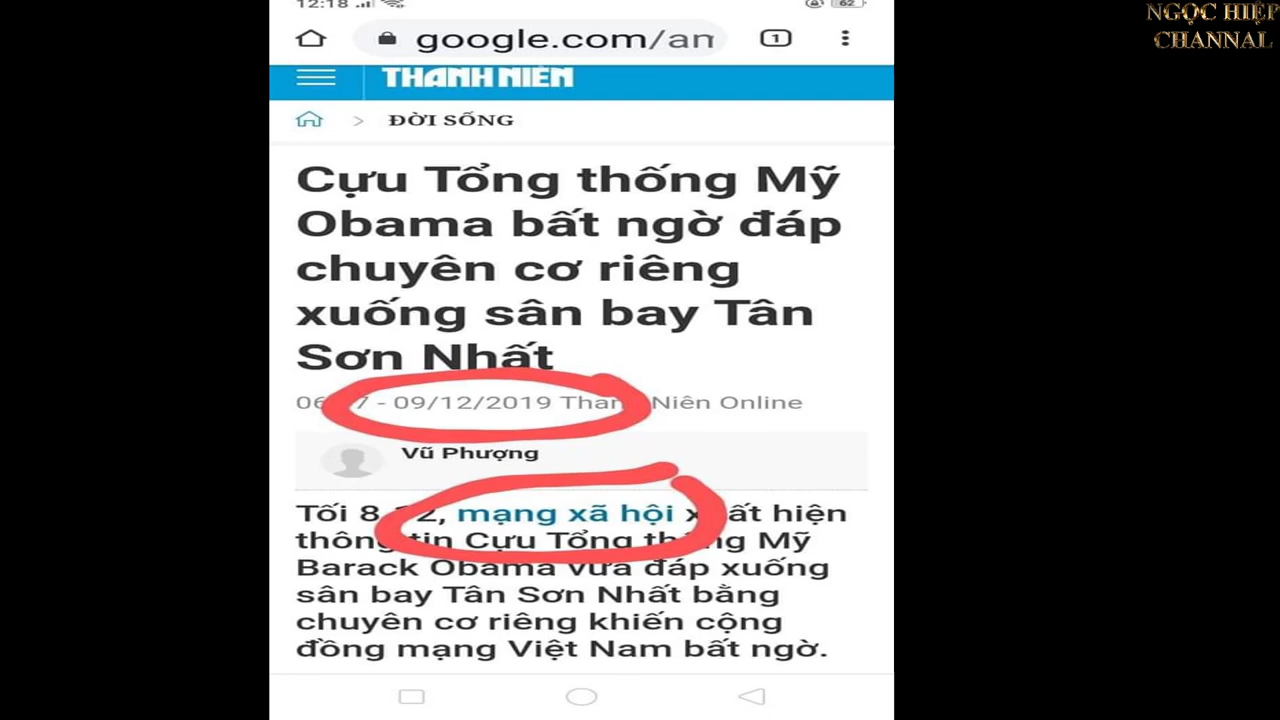 12:18
62
NGỌC HIỆP
CHANNAL
google.com/am
1
THANH NIÊN
> ĐỜI SỐNG
Cựu Tổng thống Mỹ
Obama bất ngờ đáp
chuyên cơ riêng
xuống sân bay Tân
Sơn Nhất
- 09/12/2019 Thanh Niên Online
Vũ Phượng
Tối 8.12, mạng xã hội xuất hiện
thông tin Cựu Tổng thống Mỹ
Barack Obama vừa đáp xuống
sân bay Tân Sơn Nhất bằng
chuyên cơ riêng khiến cộng
đồng mạng Việt Nam bất ngờ.